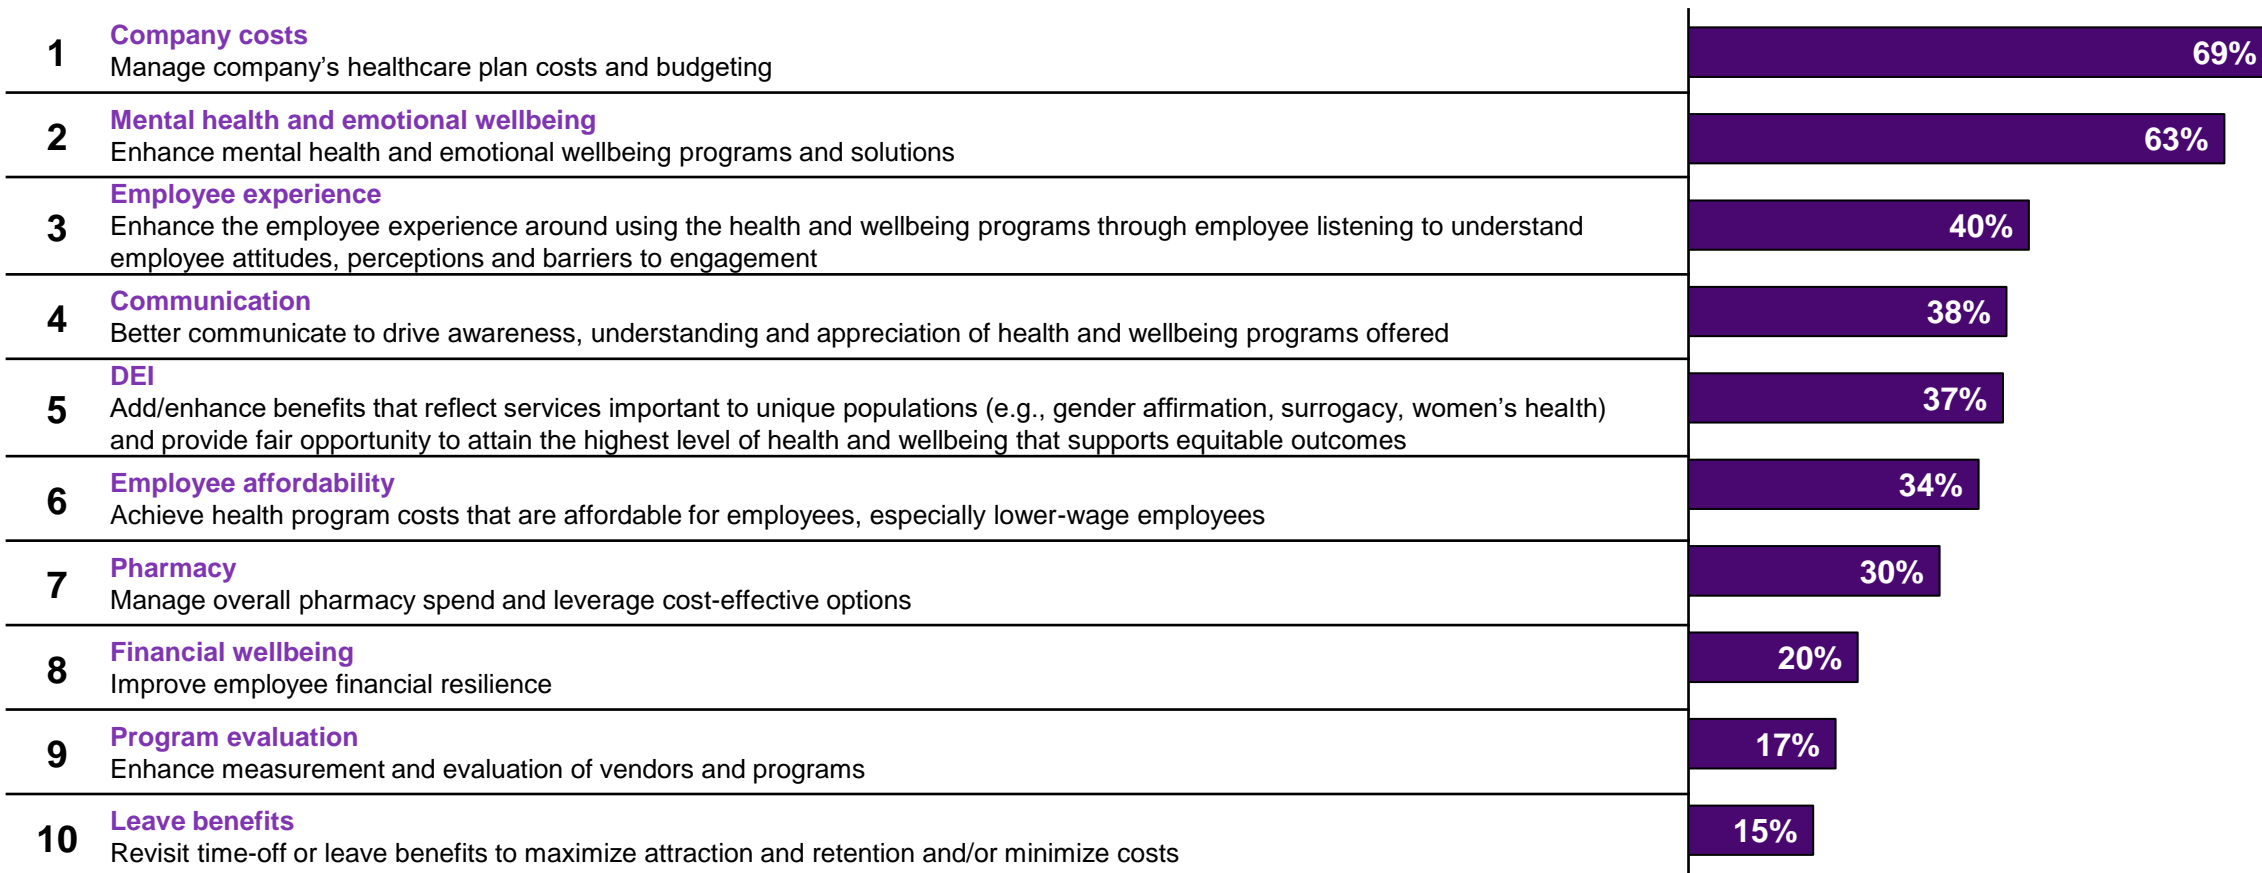 1
Company costs
Manage company’s healthcare plan costs and budgeting
69%
2
Mental health and emotional wellbeing
Enhance mental health and emotional wellbeing programs and solutions
63%
3
Employee experience
Enhance the employee experience around using the health and wellbeing programs through employee listening to understand
employee attitudes, perceptions and barriers to engagement
40%
4
Communication
Better communicate to drive awareness, understanding and appreciation of health and wellbeing programs offered
38%
5
DEI
Add/enhance benefits that reflect services important to unique populations (e.g., gender affirmation, surrogacy, women’s health)
and provide fair opportunity to attain the highest level of health and wellbeing that supports equitable outcomes
37%
6
Employee affordability
Achieve health program costs that are affordable for employees, especially lower-wage employees
34%
7
Pharmacy
Manage overall pharmacy spend and leverage cost-effective options
30%
8
Financial wellbeing
Improve employee financial resilience
20%
9
Program evaluation
Enhance measurement and evaluation of vendors and programs
17%
10
Leave benefits
Revisit time-off or leave benefits to maximize attraction and retention and/or minimize costs
15%